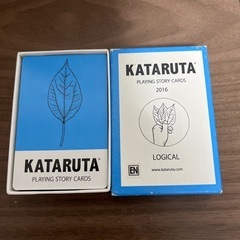 KATARUTA®
PLAYING STORY CARDS
KATARUTA®
PLAYING STORY CARDS
2016
LOGICAL
EN
www.kataruta.com